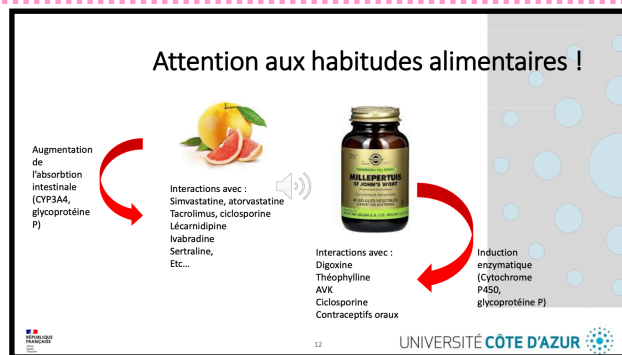 Attention aux habitudes alimentaires !
Augmentation
de
l'absorbtion
intestinale
(CYP3A4,
glycoprotéine
P)
Interactions avec :
Simvastatine, atorvastatine
Tacrolimus, ciclosporine
Lécarnidipine
Ivabradine
Sertraline,
Etc...
MILLEPERTUIS
ST JOHN'S WORT
Interactions avec :
Digoxine
Théophylline
AVK
Ciclosporine
Contraceptifs oraux
Induction
enzymatique
(Cytochrome
P450,
glycoprotéine P)
RÉPUBLIQUE
FRANÇAISE
12
UNIVERSITÉ CÔTE D'AZUR